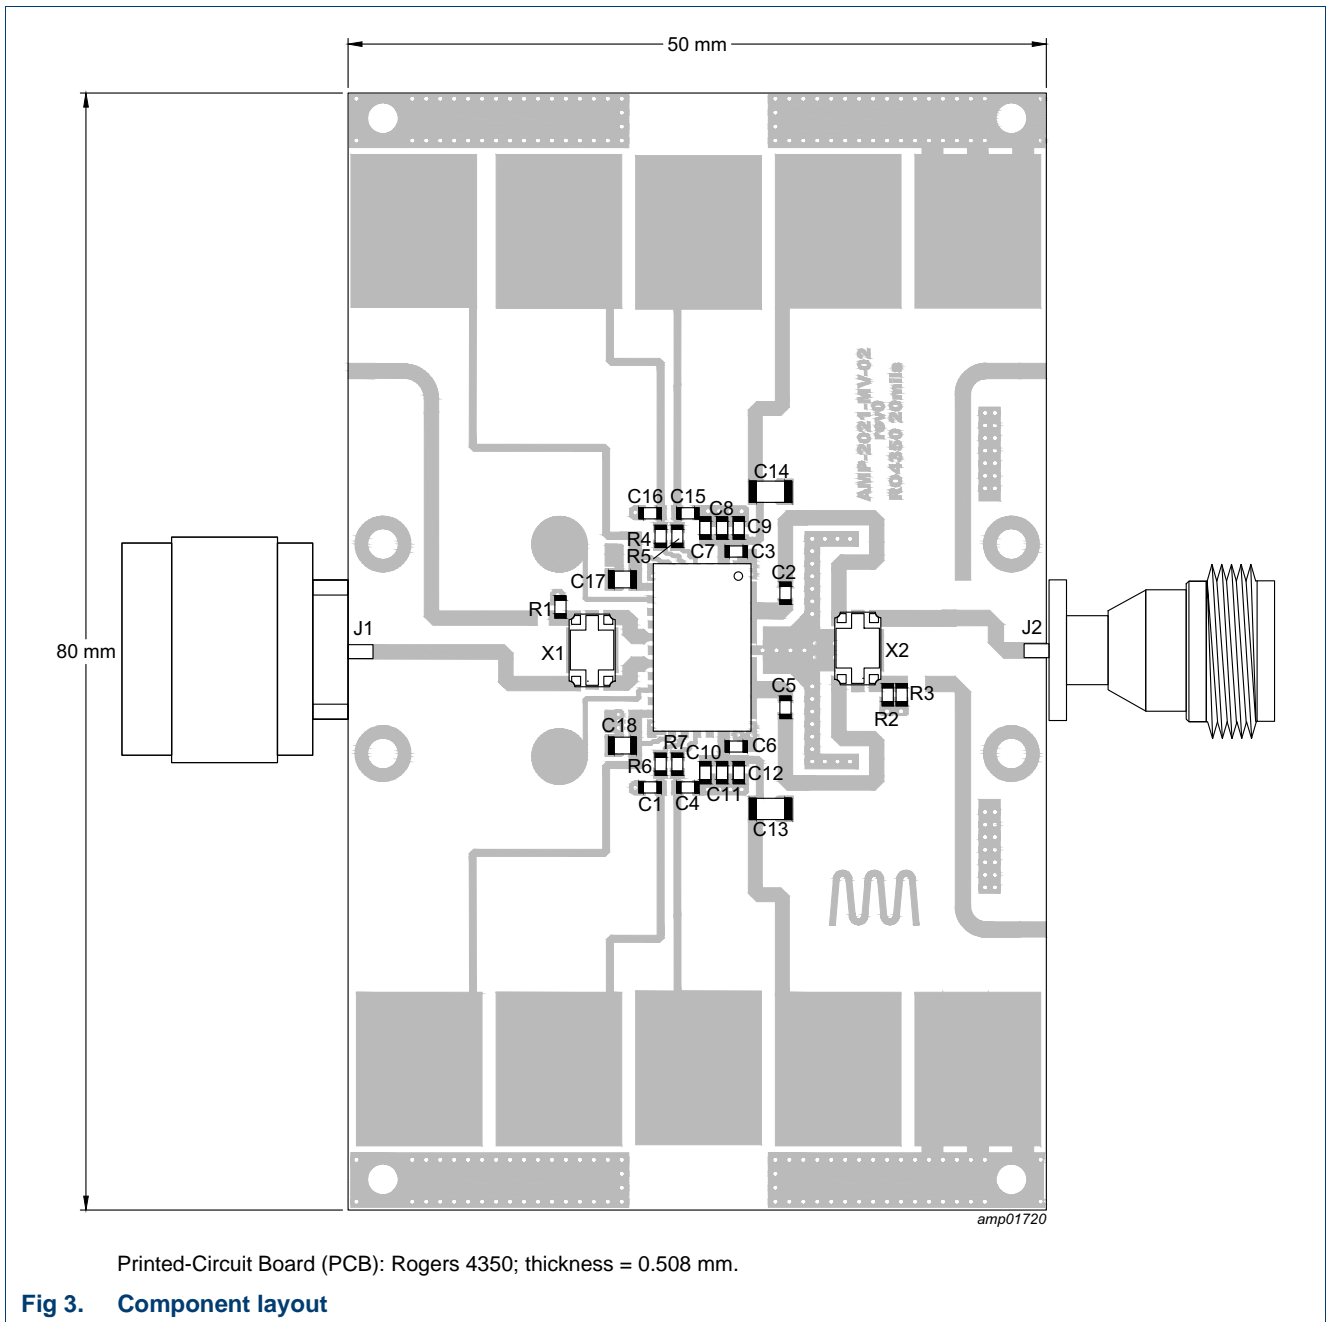 50 mm
80 mm
AMP-2021-MV-02
rev0
RO4350 20mils
C14
C16 C15 C8
C9
R4
R5 C7 C3
C17 C2
R1
J1 X1 X2 J2
C5 R3
R2
C18 R7 C6
R6 C10 C12
C1 C4 C11
C13
amp01720
Printed-Circuit Board (PCB): Rogers 4350; thickness = 0.508 mm.
Fig 3. Component layout